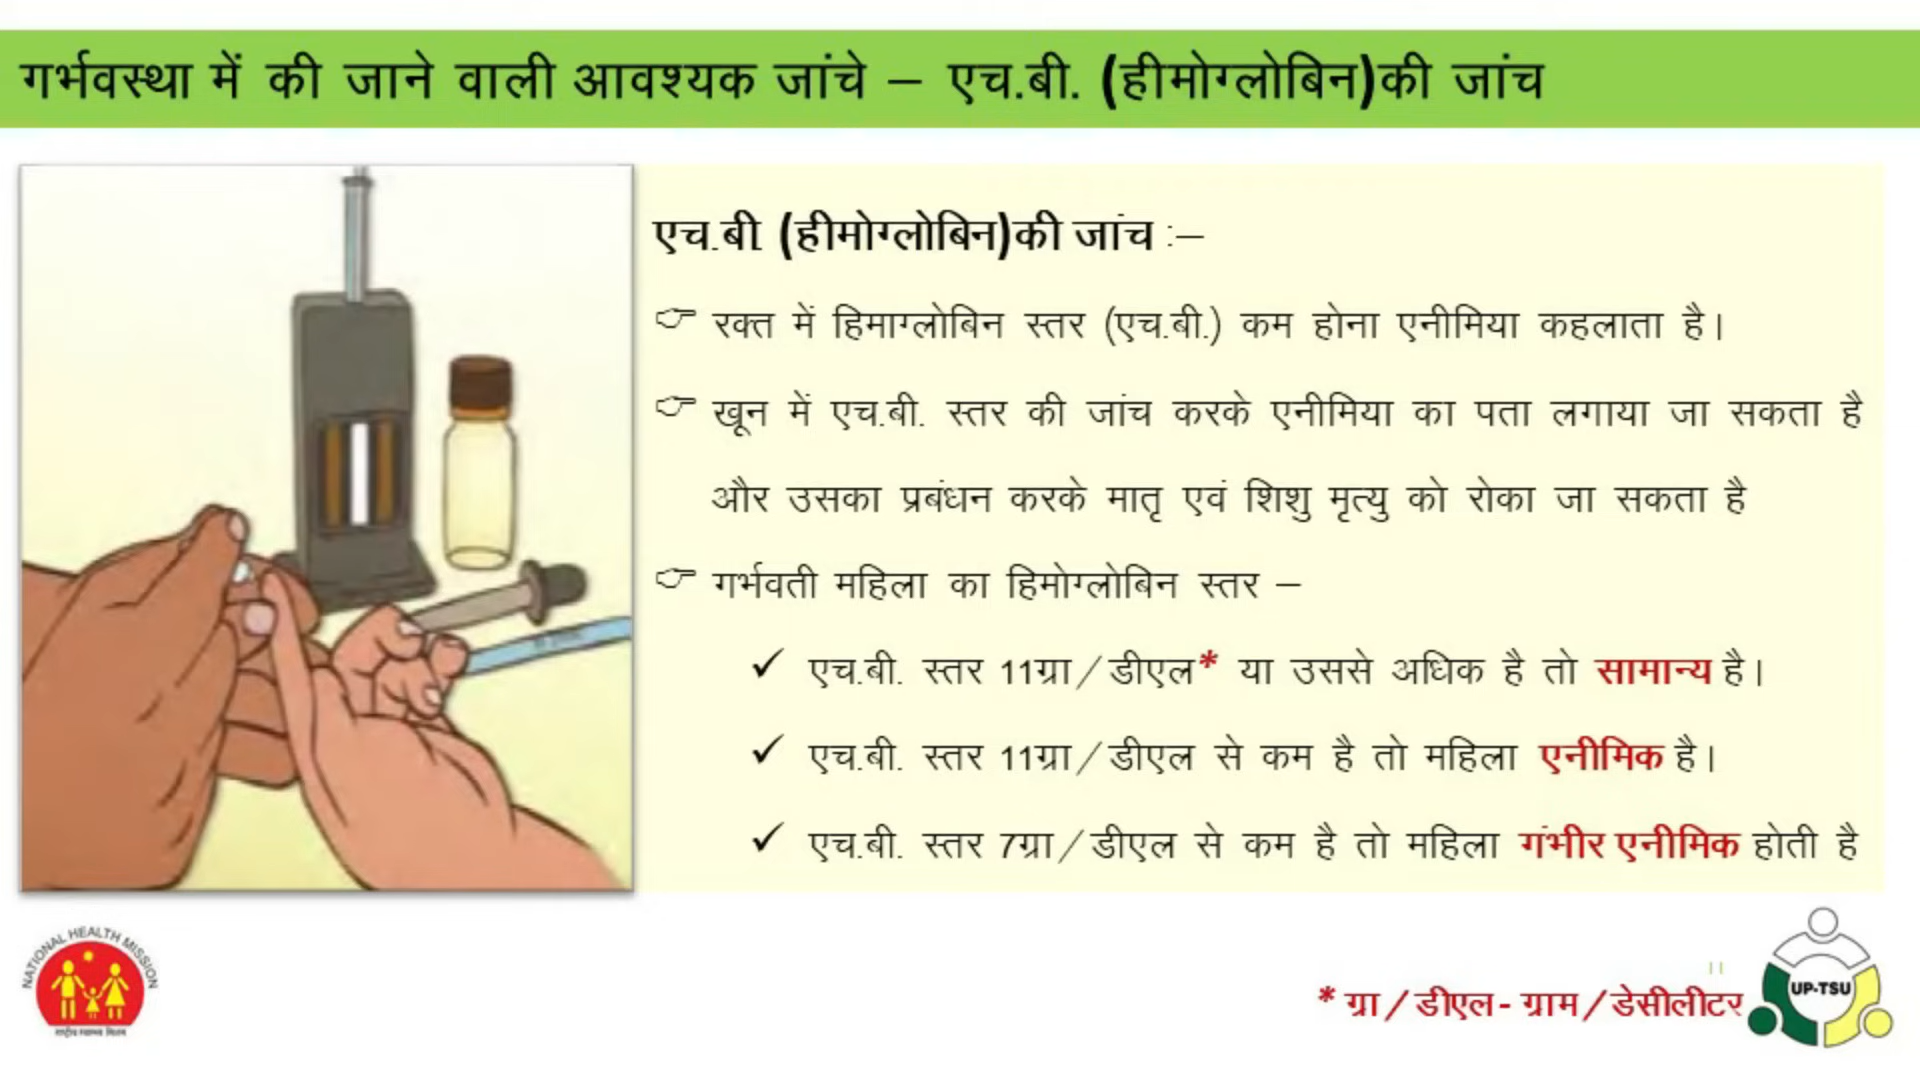 गर्भवस्था में की जाने वाली आवश्यक जांचे – एच.बी. (हीमोग्लोबिन)की जांच
एच.बी. (हीमोग्लोबिन)की जांच :–
रक्त में हिमाग्लोबिन स्तर (एच.बी.) कम होना एनीमिया कहलाता है।
खून में एच.बी. स्तर की जांच करके एनीमिया का पता लगाया जा सकता है
और उसका प्रबंधन करके मातृ एवं शिशु मृत्यु को रोका जा सकता है
गर्भवती महिला का हिमोग्लोबिन स्तर –
✓ एच.बी. स्तर 11ग्रा/डीएल* या उससे अधिक है तो सामान्य है।
✓ एच.बी. स्तर 11ग्रा/डीएल से कम है तो महिला एनीमिक है।
✓ एच.बी. स्तर 7ग्रा/डीएल से कम है तो महिला गंभीर एनीमिक होती है
NATIONAL HEALTH MISSION
राष्ट्रीय स्वास्थ्य मिशन
11
* ग्रा/डीएल- ग्राम/डेसीलीटर
UP-TSU